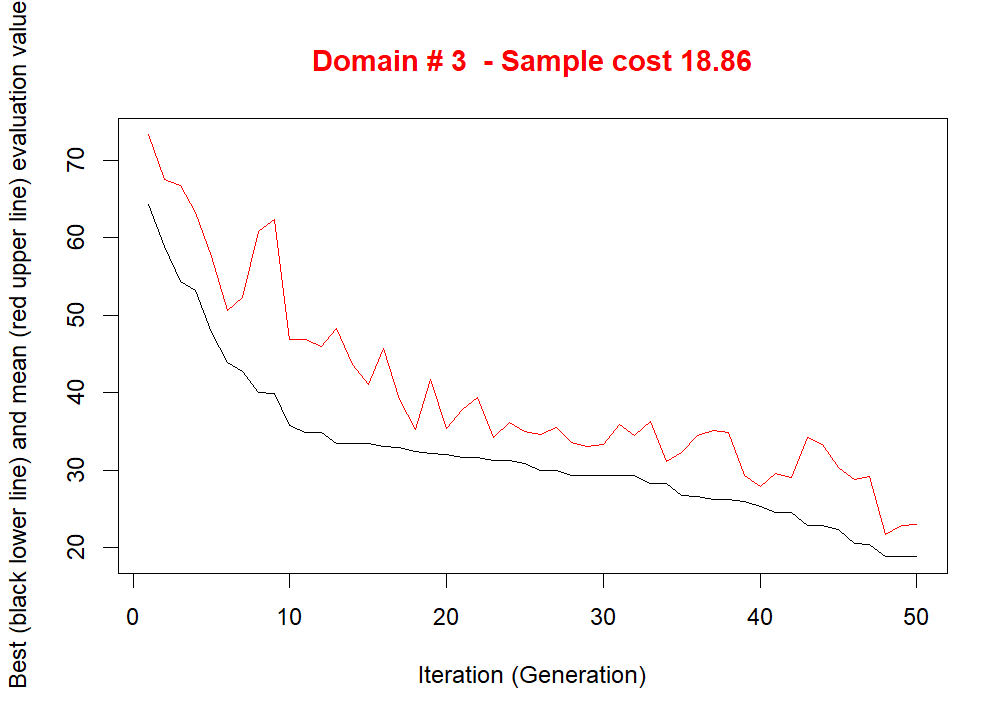 Domain # 3  - Sample cost 18.86
Best (black lower line) and mean (red upper line) evaluation value
70
60
50
40
30
20
0 10 20 30 40 50
Iteration (Generation)